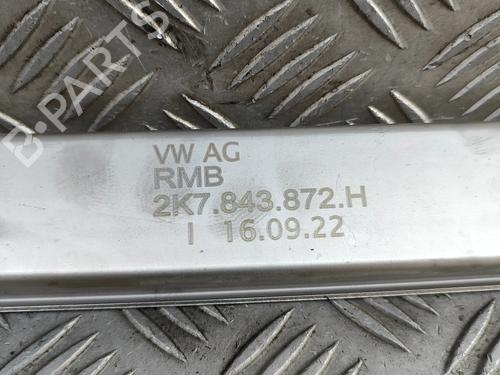 B-PARTS
VW AG
RMB
2K7.843.872.H
I 16.09.22